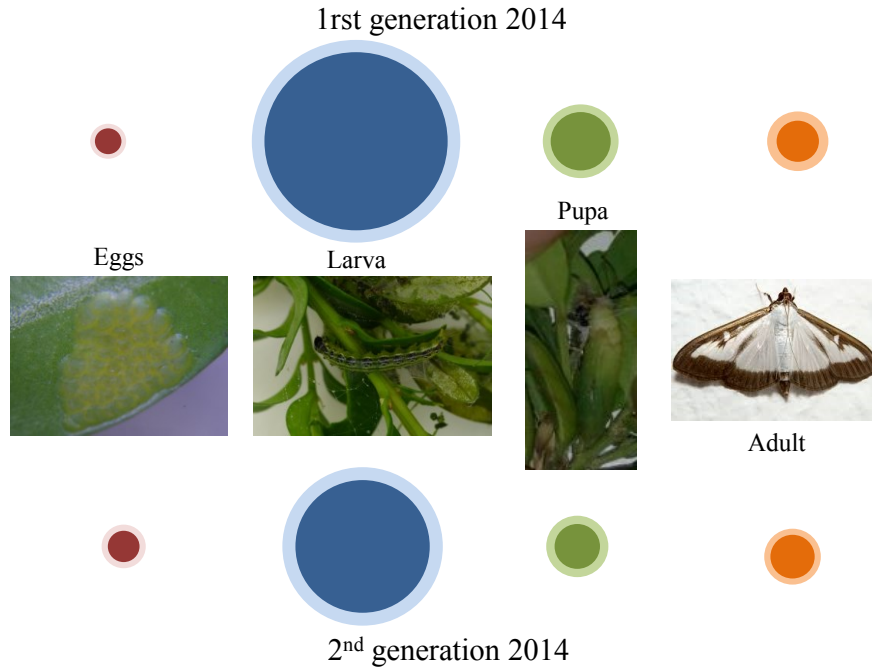 1rst generation 2014
Pupa
Eggs
Larva
Adult
2nd generation 2014